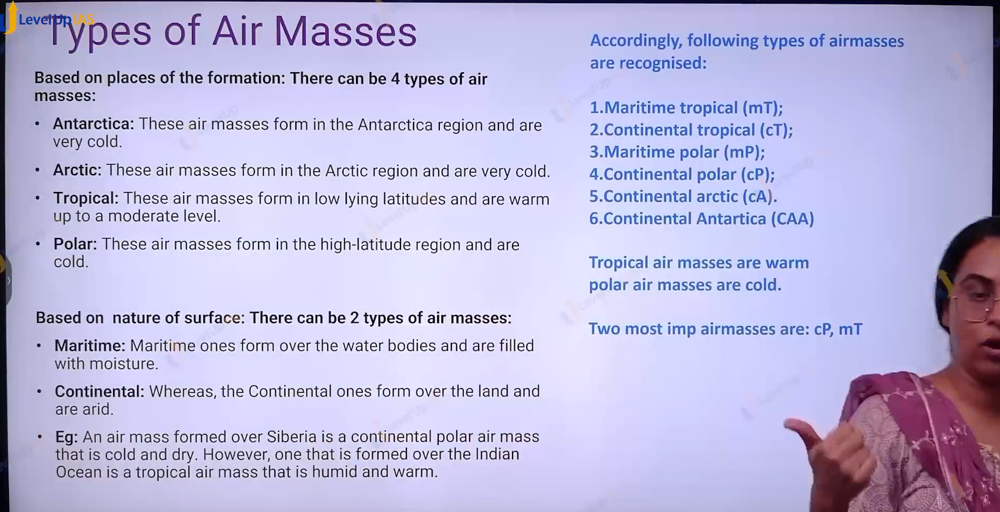 LevelUp IAS
Types of Air Masses
Based on places of the formation: There can be 4 types of air
masses:
• Antarctica: These air masses form in the Antarctica region and are
very cold.
• Arctic: These air masses form in the Arctic region and are very cold.
• Tropical: These air masses form in low lying latitudes and are warm
up to a moderate level.
• Polar: These air masses form in the high-latitude region and are
cold.
Based on nature of surface: There can be 2 types of air masses:
• Maritime: Maritime ones form over the water bodies and are filled
with moisture.
• Continental: Whereas, the Continental ones form over the land and
are arid.
• Eg: An air mass formed over Siberia is a continental polar air mass
that is cold and dry. However, one that is formed over the Indian
Ocean is a tropical air mass that is humid and warm.
Accordingly, following types of airmasses
are recognised:
1.Maritime tropical (mT);
2.Continental tropical (cT);
3.Maritime polar (mP);
4.Continental polar (cP);
5.Continental arctic (cA).
6.Continental Antartica (CAA)
Tropical air masses are warm
polar air masses are cold.
Two most imp airmasses are: cP, mT